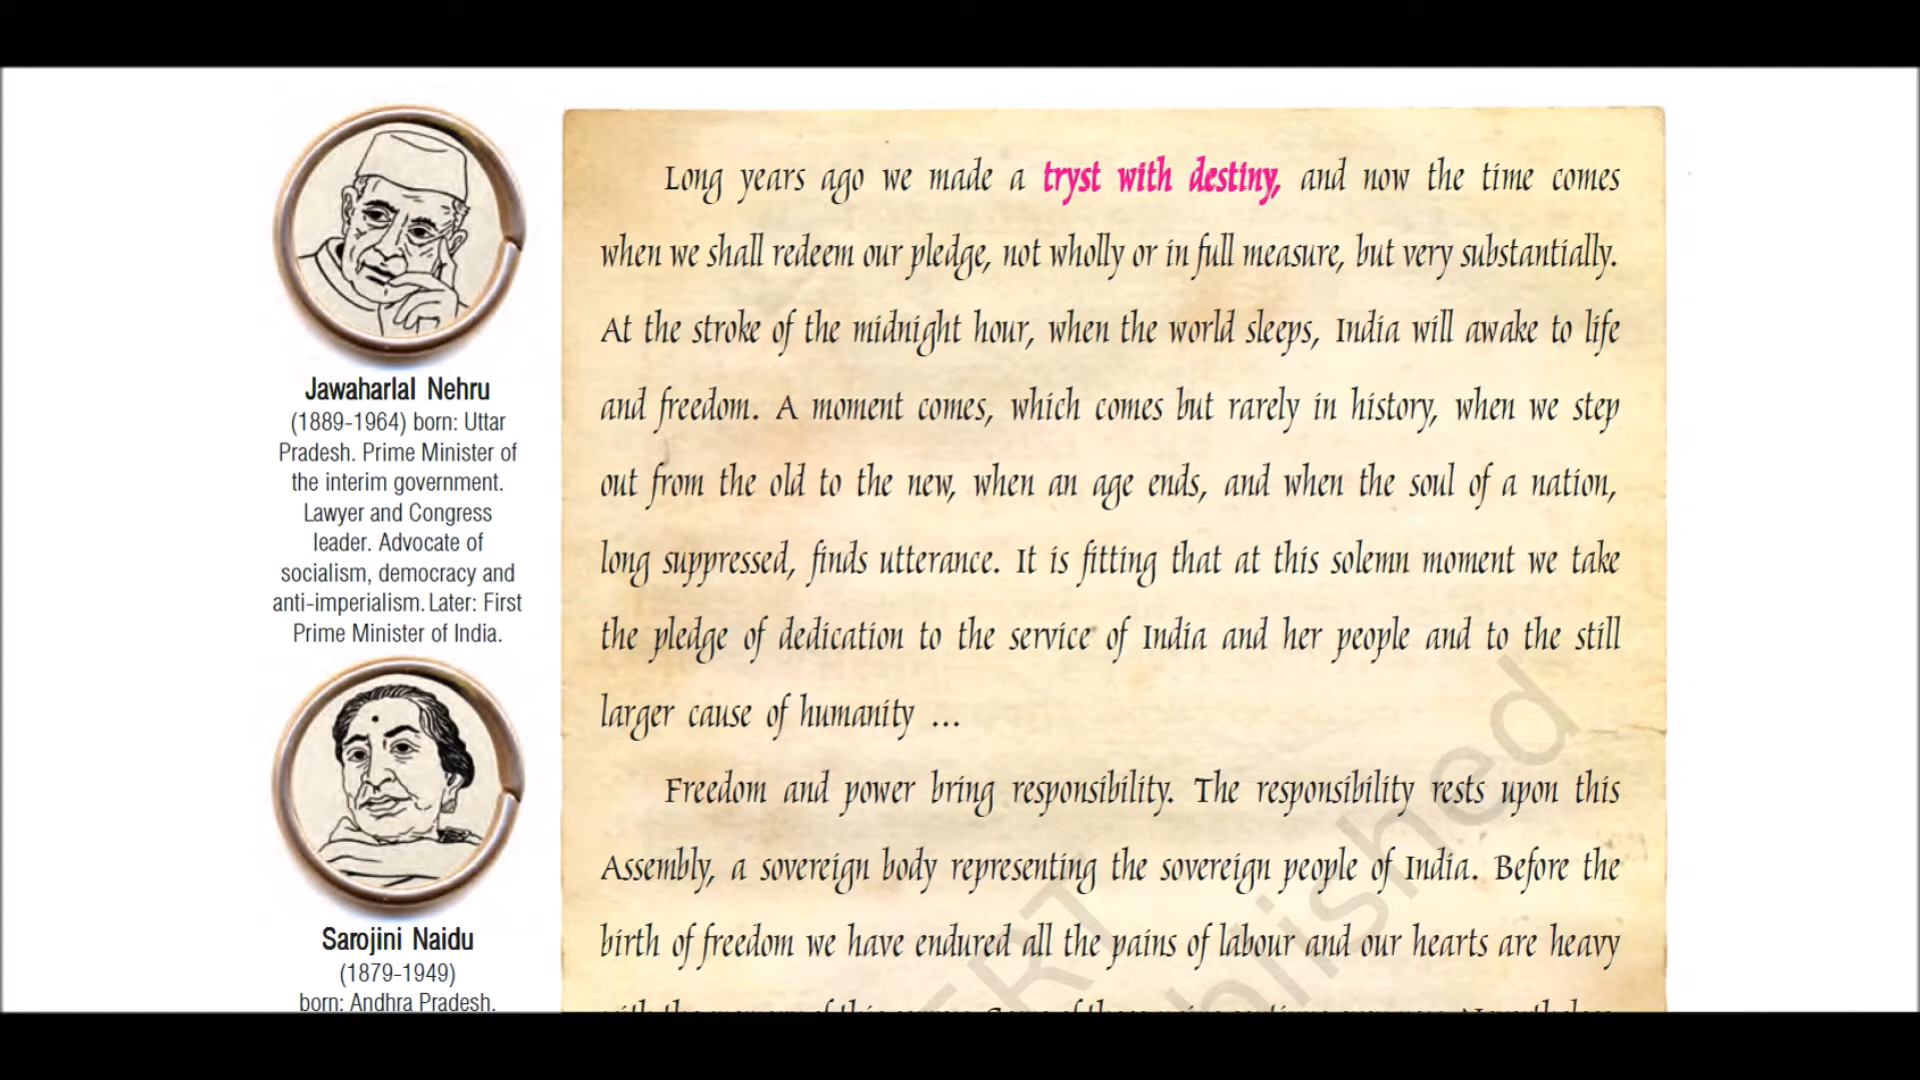 Jawaharlal Nehru
(1889-1964) born: Uttar
Pradesh. Prime Minister of
the interim government.
Lawyer and Congress
leader. Advocate of
socialism, democracy and
anti-imperialism. Later: First
Prime Minister of India.
Sarojini Naidu
(1879-1949)
born: Andhra Pradesh.
Long years ago we made a tryst with destiny, and now the time comes
when we shall redeem our pledge, not wholly or in full measure, but very substantially.
At the stroke of the midnight hour, when the world sleeps, India will awake to life
and freedom. A moment comes, which comes but rarely in history, when we step
out from the old to the new, when an age ends, and when the soul of a nation,
long suppressed, finds utterance. It is fitting that at this solemn moment we take
the pledge of dedication to the service of India and her people and to the still
larger cause of humanity ...
Freedom and power bring responsibility. The responsibility rests upon this
Assembly, a sovereign body representing the sovereign people of India. Before the
birth of freedom we have endured all the pains of labour and our hearts are heavy